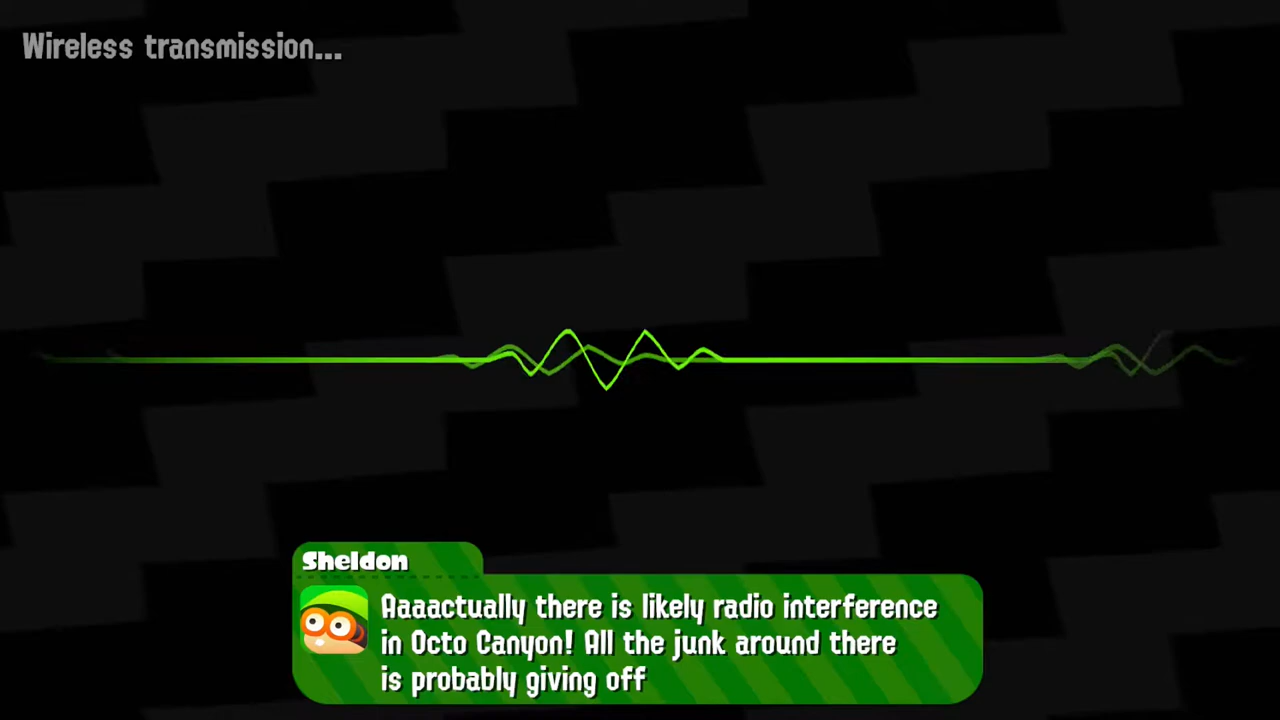 Wireless transmission...
Sheldon
Aaaactually there is likely radio interference
in Octo Canyon! All the junk around there
is probably giving off